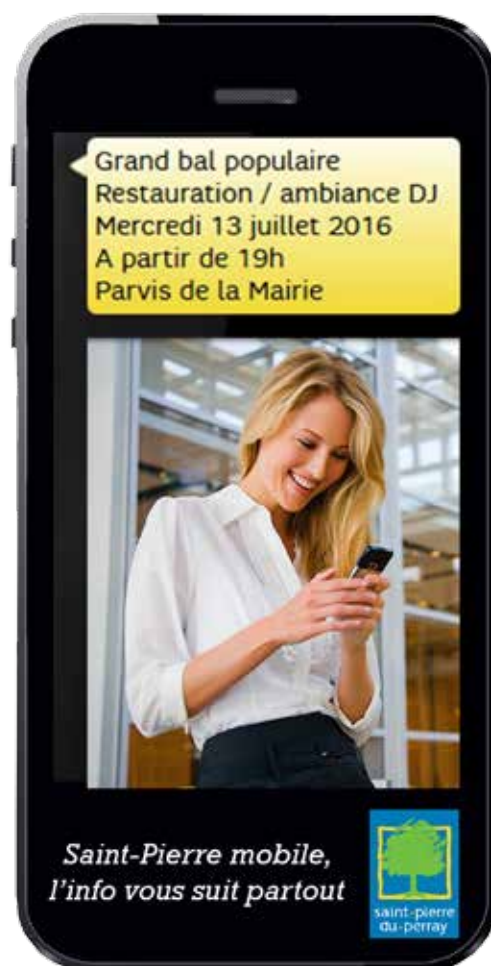 Grand bal populaire
Restauration / ambiance DJ
Mercredi 13 juillet 2016
A partir de 19h
Parvis de la Mairie
Saint-Pierre mobile,
l'info vous suit partout
saint-pierre
du-perray